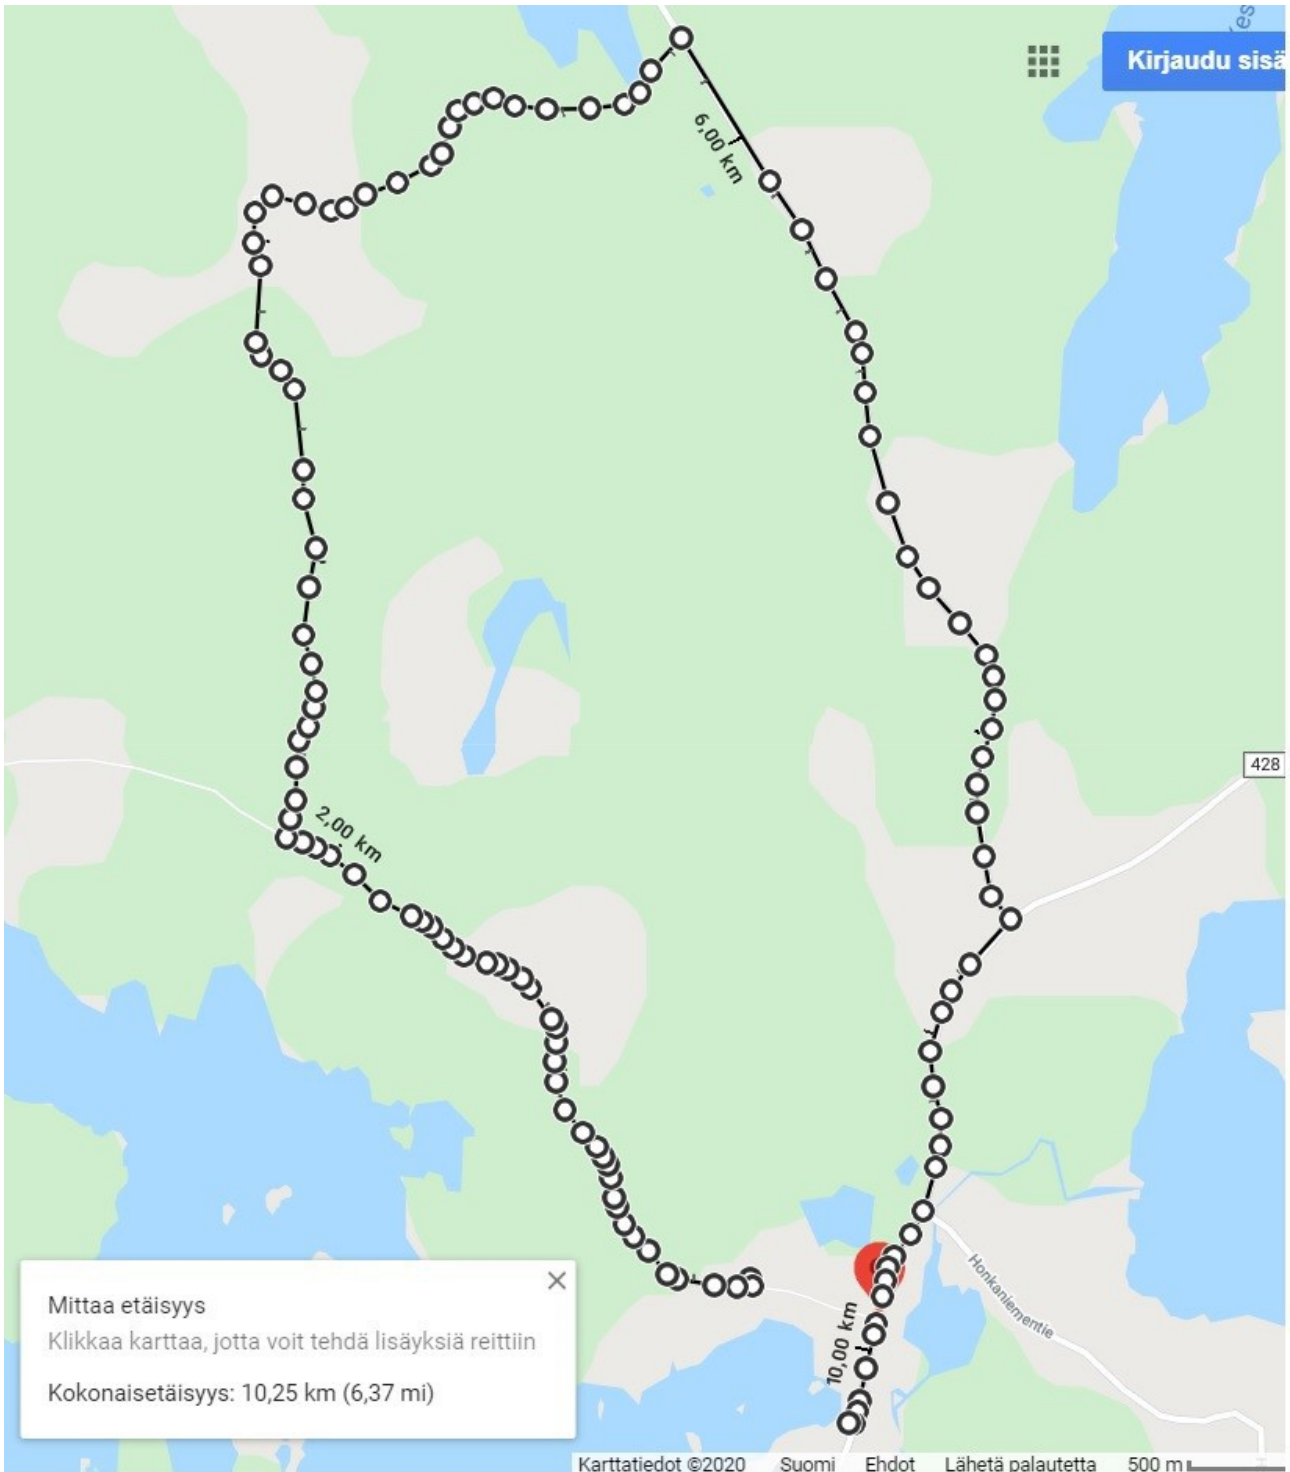 Kirjaudu sisä
6,00 km
428
2,00 km
Honkaniementie
10,00 km
Mittaa etäisyys
Klikkaa karttaa, jotta voit tehdä lisäyksiä reittiin
Kokonaisetäisyys: 10,25 km (6,37 mi)
Karttatiedot ©2020 Suomi Ehdot Lähetä palautetta 500 m